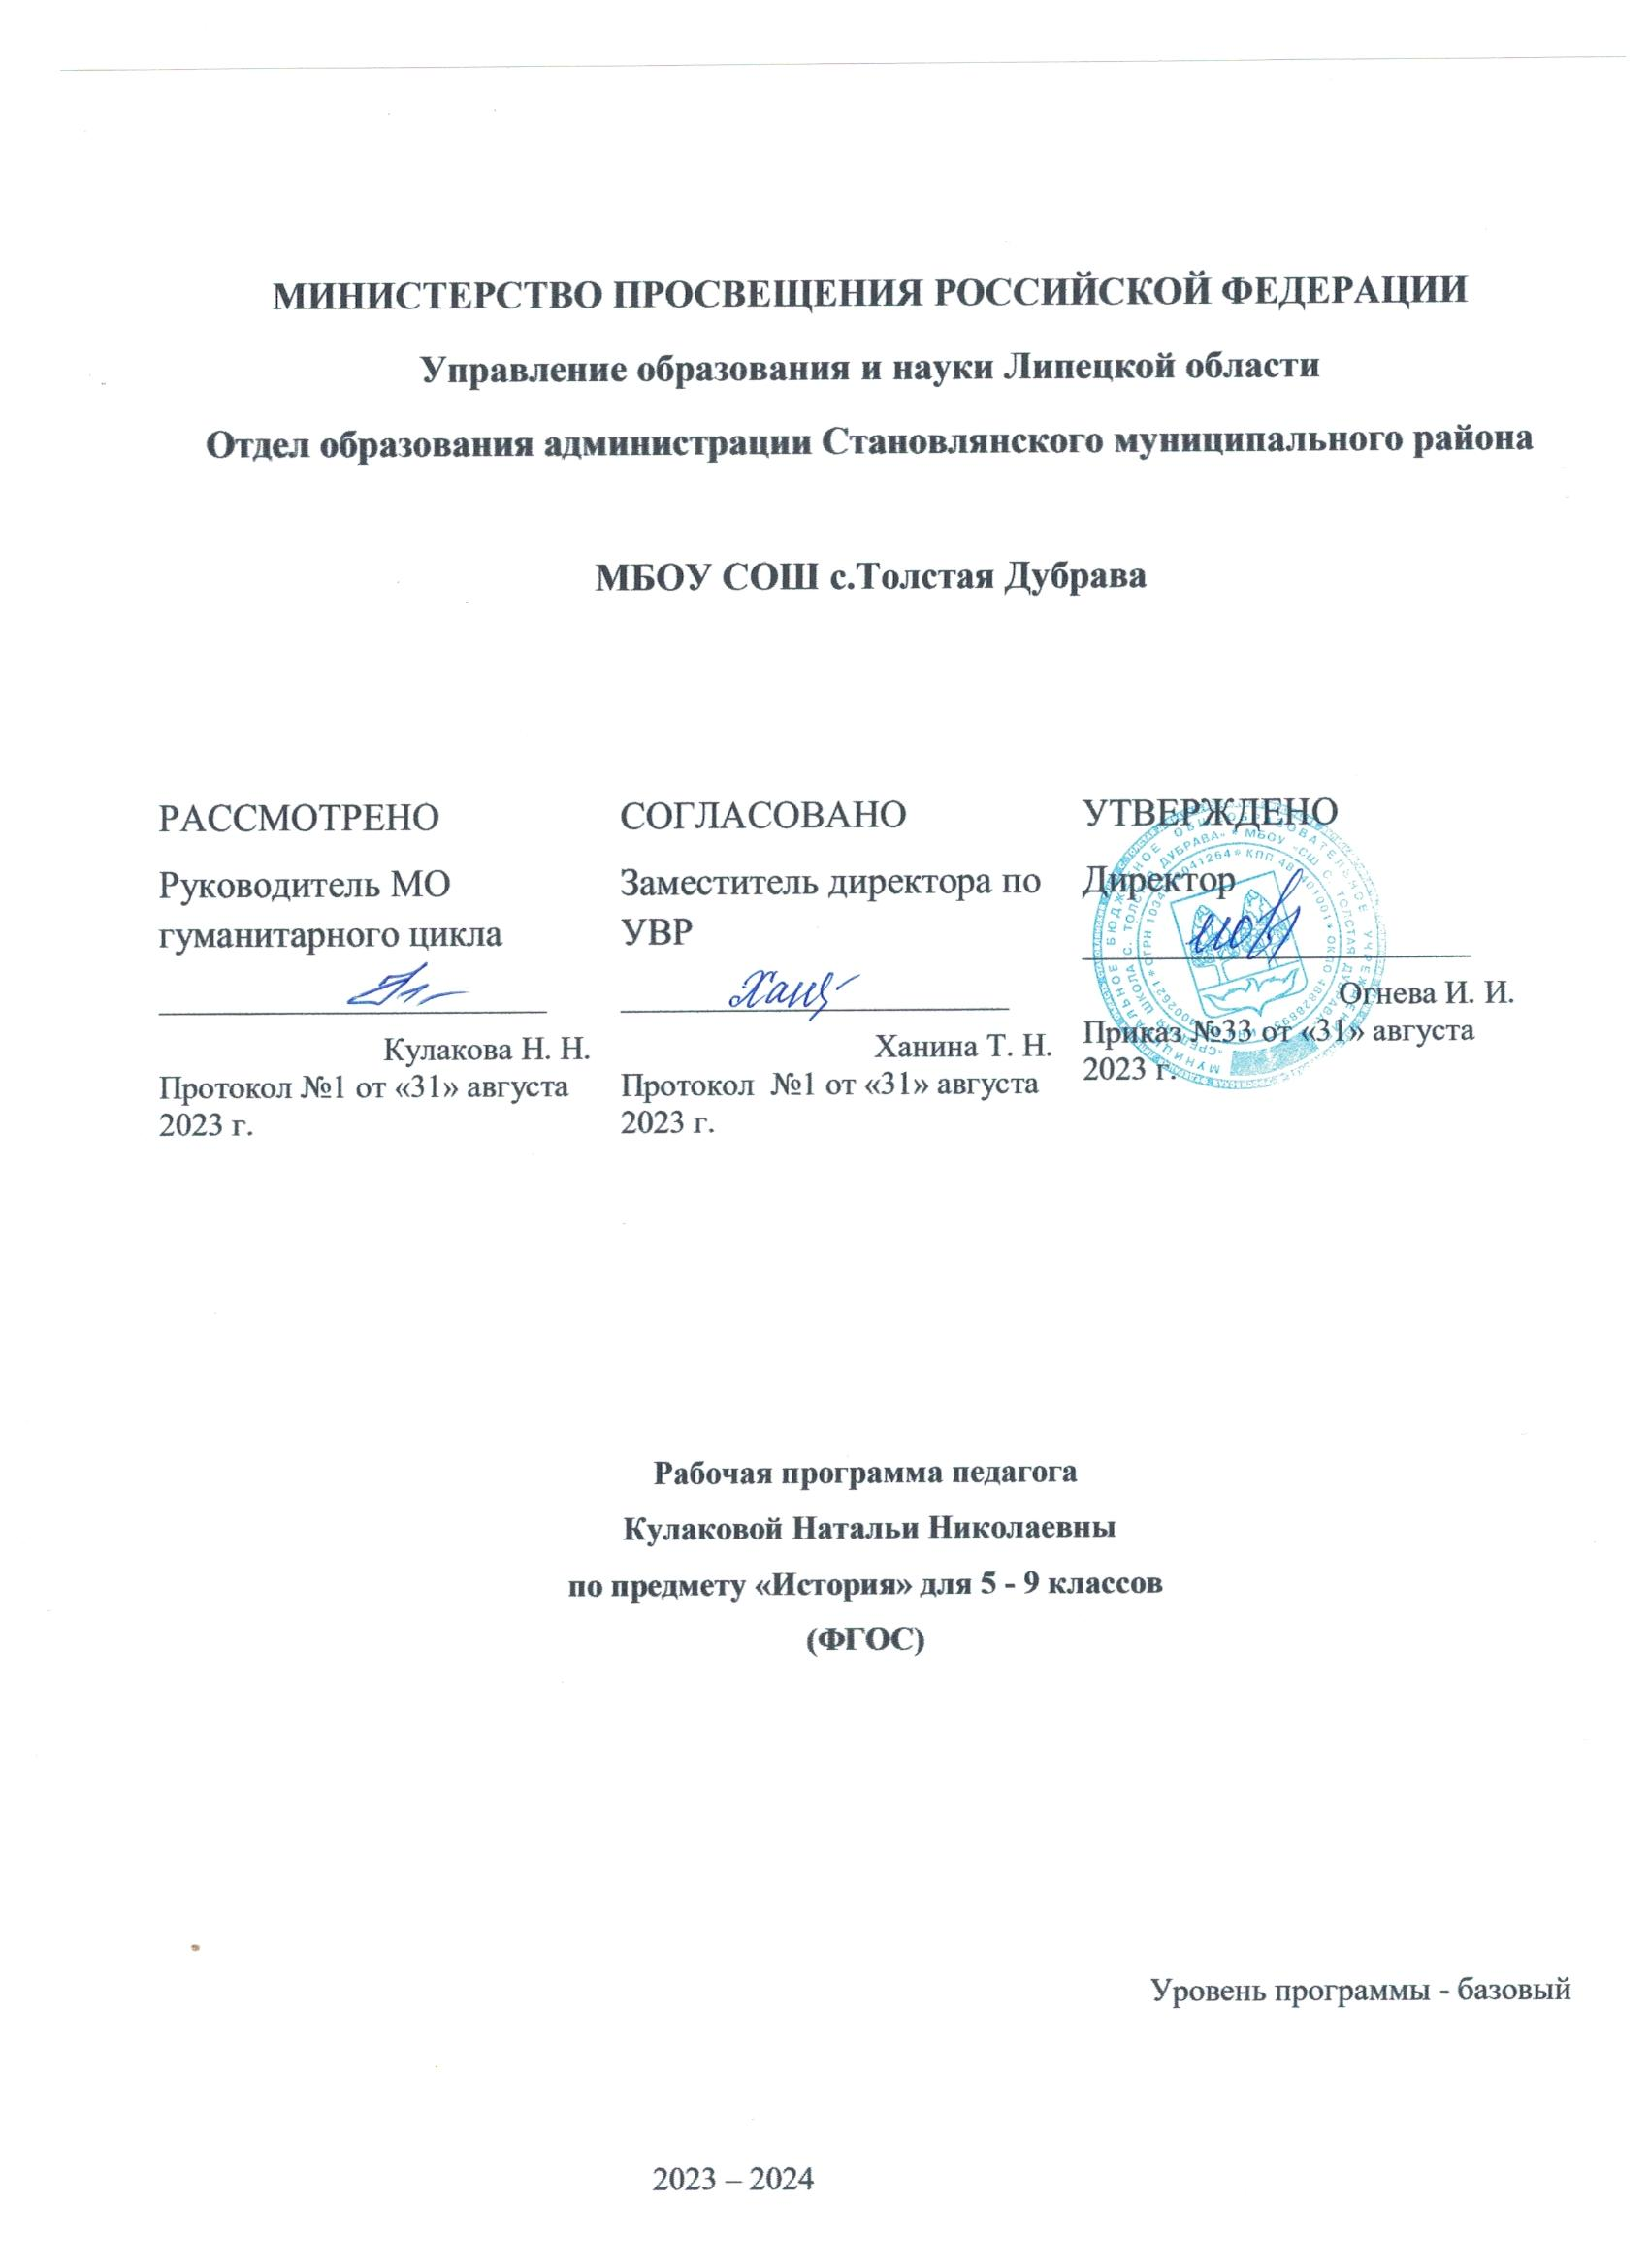 МИНИСТЕРСТВО ПРОСВЕЩЕНИЯ РОССИЙСКОЙ ФЕДЕРАЦИИ
Управление образования и науки Липецкой области
Отдел образования администрации Становлянского муниципального района
МБОУ СОШ с.Толстая Дубрава
РАССМОТРЕНО
Руководитель МО
гуманитарного цикла
Кулакова Н. Н.
Протокол №1 от «31» августа
2023 г.
СОГЛАСОВАНО
Заместитель директора по
УВР
Ханина Т. Н.
Протокол №1 от «31» августа
2023 г.
УТВЕРЖДЕНО
Директор
Огнева И. И.
Приказ №33 от «31» августа
2023 г.
Рабочая программа педагога
Кулаковой Натальи Николаевны
по предмету «История» для 5 - 9 классов
(ФГОС)
Уровень программы - базовый
2023 – 2024